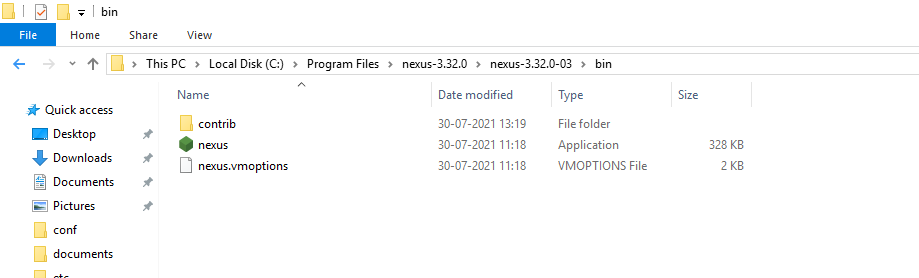 bin
File Home Share View
This PC Local Disk (C:) Program Files nexus-3.32.0 nexus-3.32.0-03 bin
Name Date modified Type Size
Quick access
contrib 30-07-2021 13:19 File folder
Desktop
nexus 30-07-2021 11:18 Application 328 KB
Downloads
nexus.vmoptions 30-07-2021 11:18 VMOPTIONS File 2 KB
Documents
Pictures
conf
documents
etc